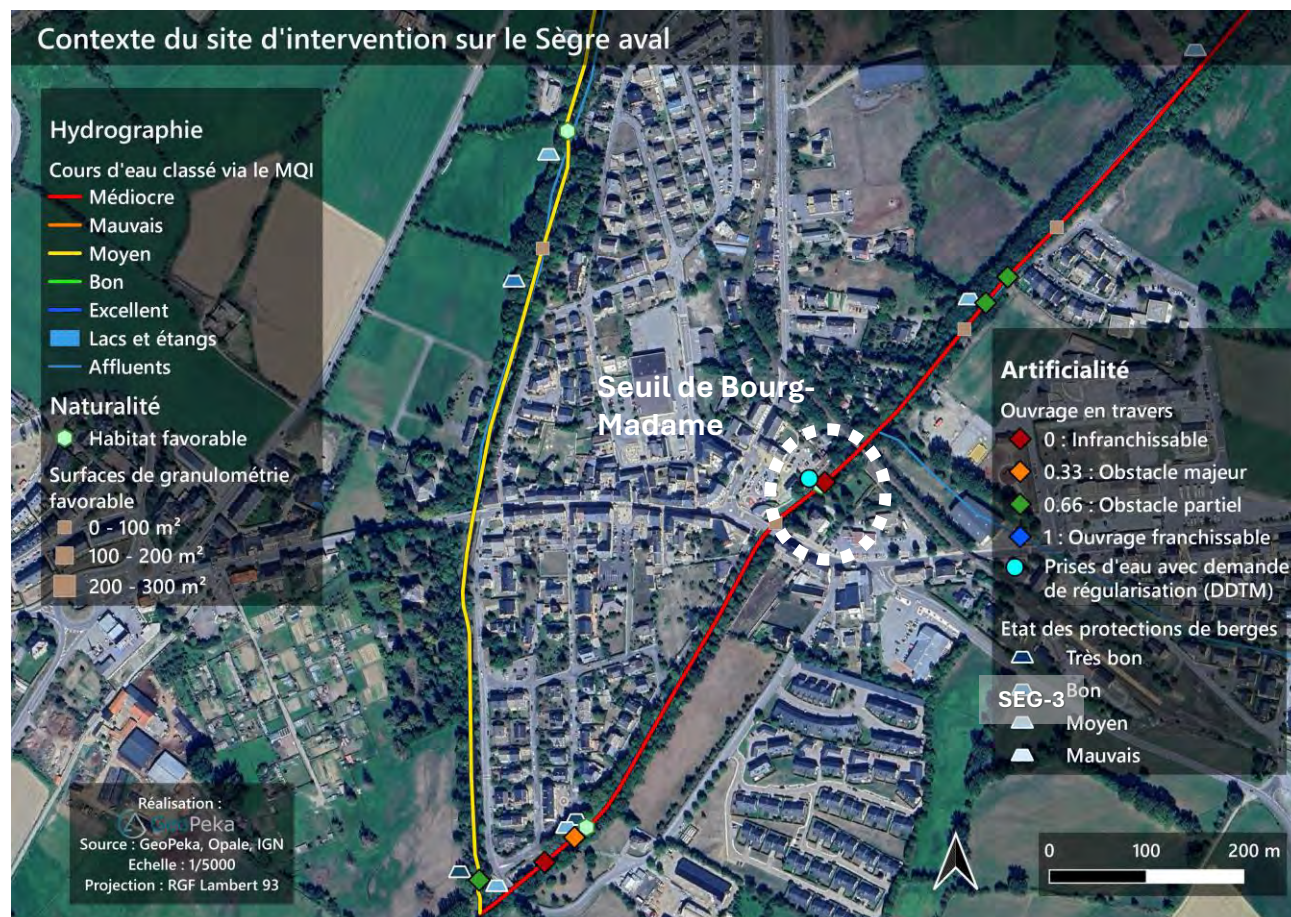 Contexte du site d'intervention sur le Sègre aval
Hydrographie
Cours d'eau classé via le MQI
Médiocre
Mauvais
Moyen
Bon
Excellent
Lacs et étangs
Affluents
Naturalité
Habitat favorable
Surfaces de granulométrie
favorable
0 - 100 m²
100 - 200 m²
200 - 300 m²
Seuil de Bourg-
Madame
Artificialité
Ouvrage en travers
0 : Infranchissable
0.33 : Obstacle majeur
0.66 : Obstacle partiel
1 : Ouvrage franchissable
Prises d'eau avec demande
de régularisation (DDTM)
Etat des protections de berges
Très bon
Bon
SEG-3
Moyen
Mauvais
Réalisation :
GeoPeka
Source : GeoPeka, Opale, IGN
Echelle : 1/5000
Projection : RGF Lambert 93
0 100 200 m